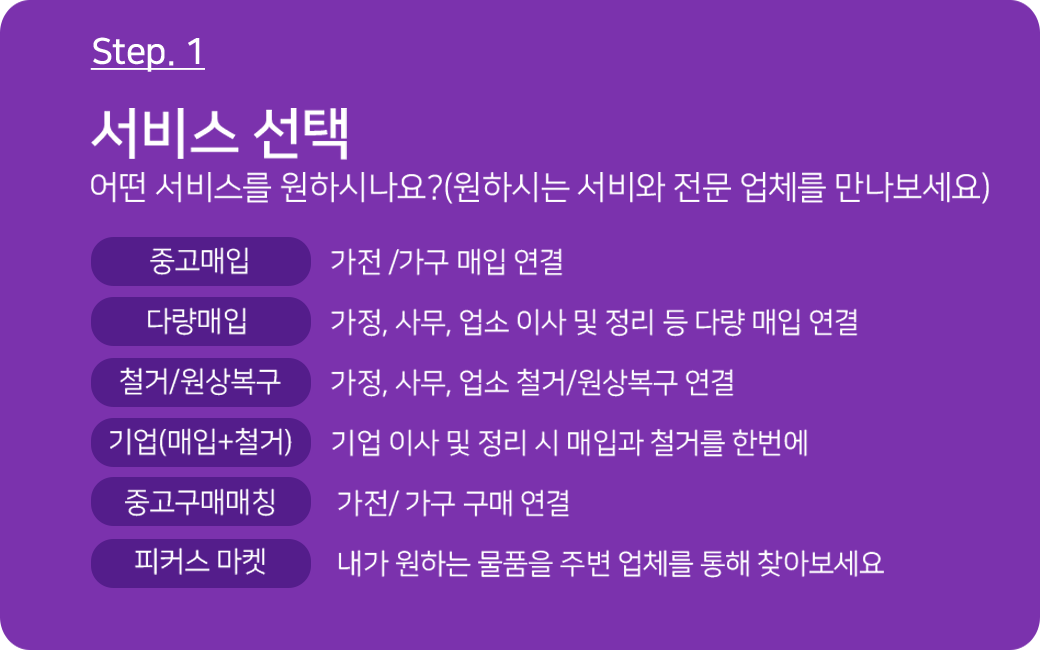 Step. 1
서비스 선택
어떤 서비스를 원하시나요?(원하시는 서비와 전문 업체를 만나보세요)
중고매입 가전 /가구 매입 연결
다량매입 가정, 사무, 업소 이사 및 정리 등 다량 매입 연결
철거/원상복구 가정, 사무, 업소 철거/원상복구 연결
기업(매입+철거) 기업 이사 및 정리 시 매입과 철거를 한번에
중고구매매칭 가전/ 가구 구매 연결
피커스 마켓 내가 원하는 물품을 주변 업체를 통해 찾아보세요